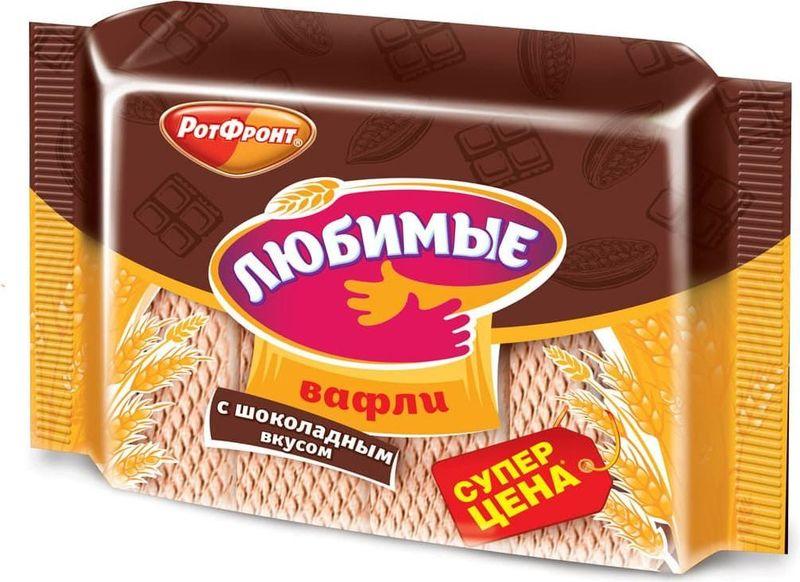 РотФронт®
ЛЮБИМЫЕ
вафли
с шоколадным
вкусом
СУПЕР
ЦЕНА*